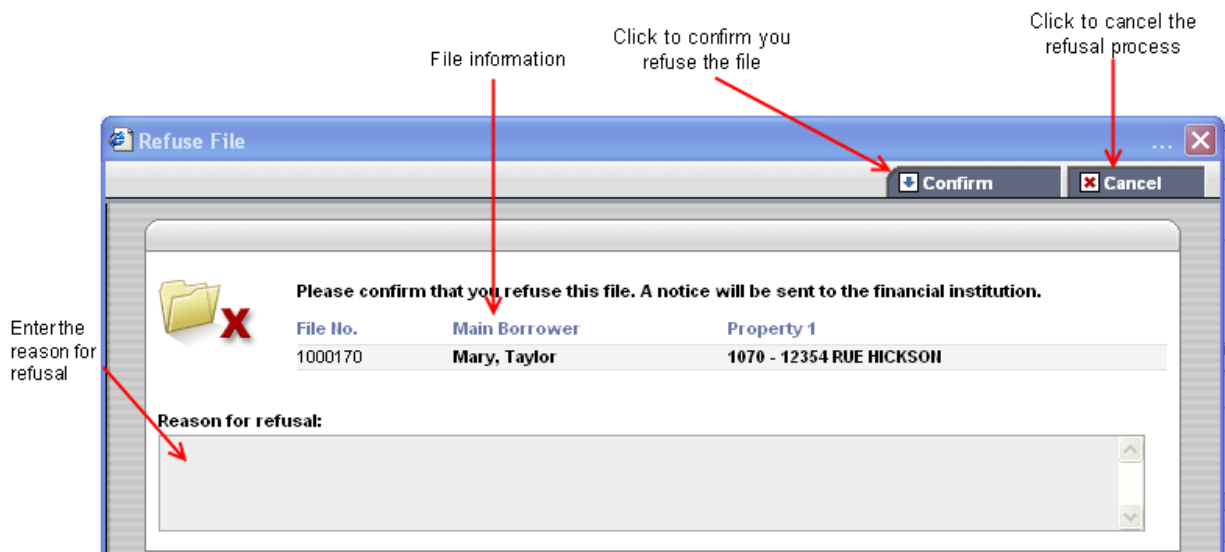 Click to cancel the
refusal process
Click to confirm you
refuse the file
File information
Refuse File
...
Confirm
Cancel
Please confirm that you refuse this file. A notice will be sent to the financial institution.
File No. Main Borrower Property 1
1000170 Mary, Taylor 1070 - 12354 RUE HICKSON
Enter the
reason for
refusal
Reason for refusal: